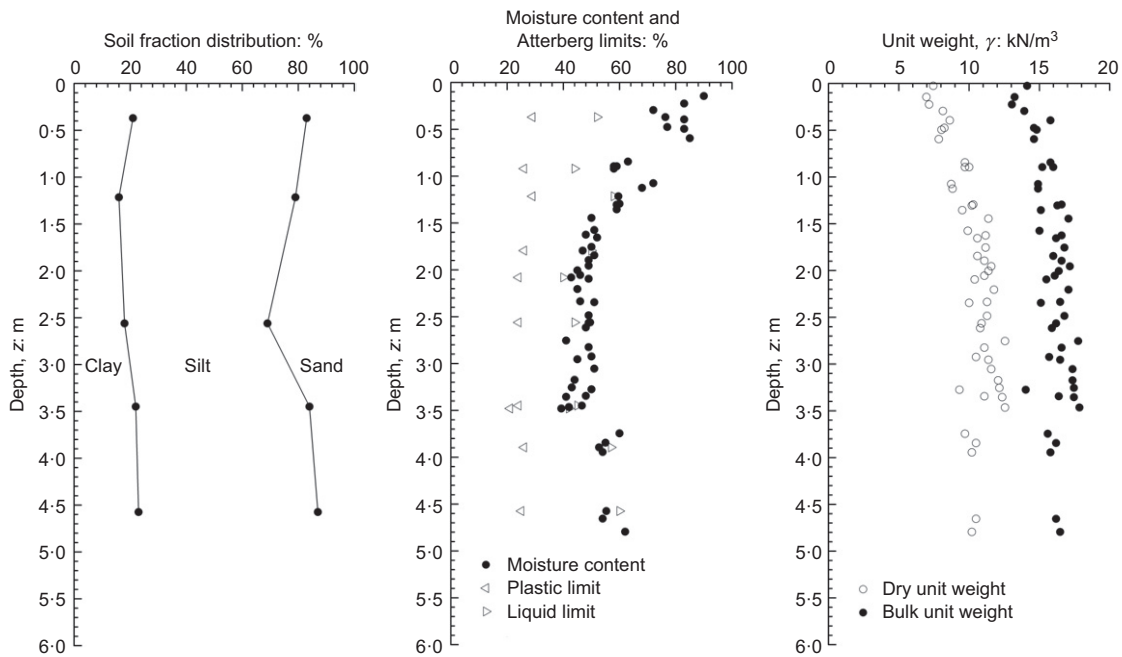 Soil fraction distribution: %
0 20 40 60 80 100
Depth, z: m
0
0·5
1·0
1·5
2·0
2·5
3·0
3·5
4·0
4·5
5·0
5·5
6·0
Clay Silt Sand
Moisture content and
Atterberg limits: %
0 20 40 60 80 100
Depth, z: m
0
0·5
1·0
1·5
2·0
2·5
3·0
3·5
4·0
4·5
5·0
5·5
6·0
Moisture content
Plastic limit
Liquid limit
Unit weight, γ: kN/m³
0 5 10 15 20
Depth, z: m
0
0·5
1·0
1·5
2·0
2·5
3·0
3·5
4·0
4·5
5·0
5·5
6·0
Dry unit weight
Bulk unit weight